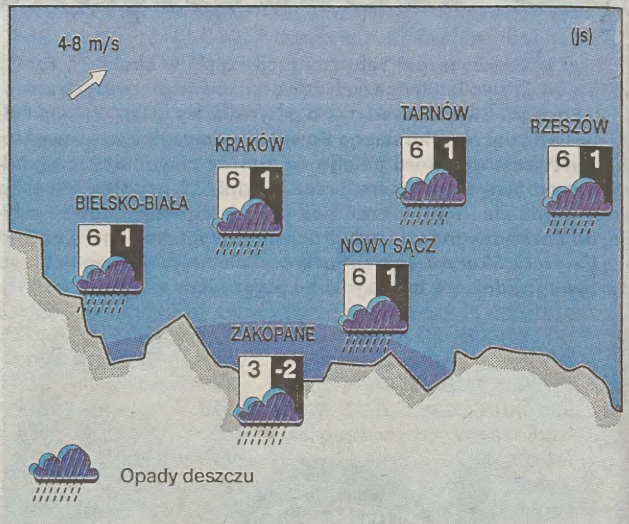 4-8 m/s
(js)
TARNÓW
6 1
RZESZÓW
6 1
KRAKÓW
6 1
BIELSKO-BIAŁA
6 1
NOWY SĄCZ
6 1
ZAKOPANE
3 -2
Opady deszczu